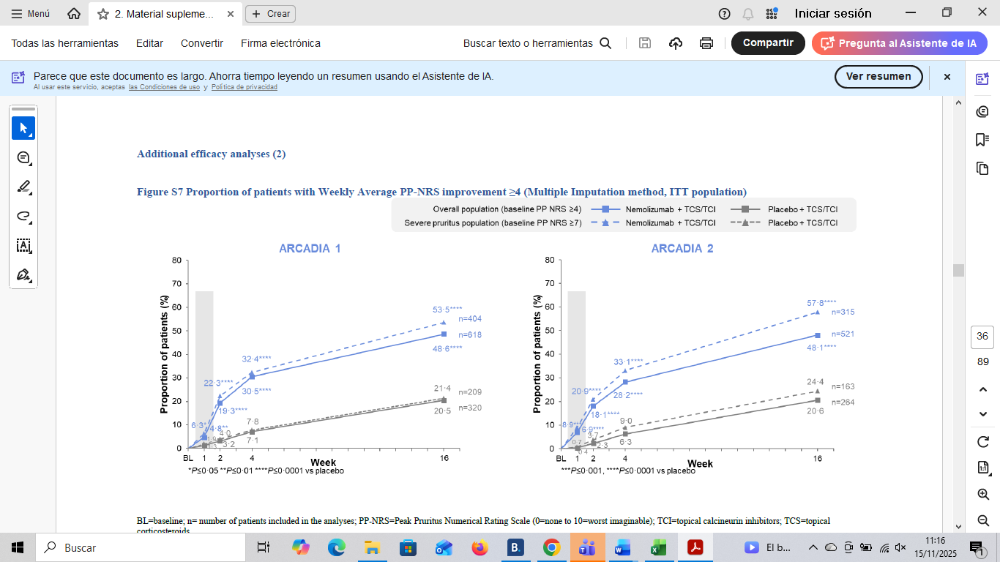 Menú
2. Material supleme...
Crear
Iniciar sesión
Todas las herramientas
Editar
Convertir
Firma electrónica
Buscar texto o herramientas
Compartir
Pregunta al Asistente de IA
Parece que este documento es largo. Ahorra tiempo leyendo un resumen usando el Asistente de IA.
Al usar este servicio, aceptas las Condiciones de uso y Política de privacidad
Ver resumen
Additional efficacy analyses (2)
Figure S7 Proportion of patients with Weekly Average PP-NRS improvement ≥4 (Multiple Imputation method, ITT population)
Overall population (baseline PP NRS ≥4) Nemolizumab + TCS/TCI Placebo + TCS/TCI
Severe pruritus population (baseline PP NRS ≥7) Nemolizumab + TCS/TCI Placebo + TCS/TCI
ARCADIA 1
Proportion of patients (%)
80
70
60
50
40
30
20
10
0
53·5****
n=404
n=618
48·6****
32·4****
30·5****
22·3****
19·3****
6·3*
4·8**
21·4
n=209
n=320
20·5
7·8
7·1
4·0
3·2
BL 1 2 4 16
Week
*P≤0·05 **P≤0·01 ****P≤0·0001 vs placebo
ARCADIA 2
Proportion of patients (%)
80
70
60
50
40
30
20
10
0
57·8****
n=315
n=521
48·1****
33·1****
28·2****
20·9****
18·1****
6·9****
24·4
n=163
n=264
20·6
9·0
6·3
3·7
2·3
0·7
0·4
BL 1 2 4 16
Week
***P≤0·001, ****P≤0·0001 vs placebo
BL=baseline; n= number of patients included in the analyses; PP-NRS=Peak Pruritus Numerical Rating Scale (0=none to 10=worst imaginable); TCI=topical calcineurin inhibitors; TCS=topical
corticosteroids
36
89
1:1
Buscar
El b...
11:16
15/11/2025
1